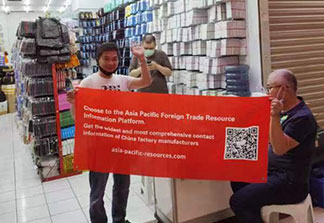 Choose to the Asia Pacific Foreign Trade Resource
Information Platform.
Get the widest and most comprehensive contact
information of China factory manufacturers
asia-pacific-resources.com